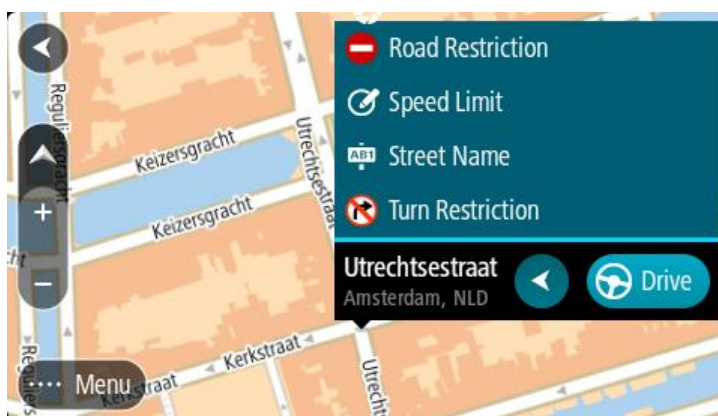 Road Restriction
Speed Limit
AB1
Street Name
Turn Restriction
Utrechtsestraat
Amsterdam, NLD
Drive
Reguliersgracht
Keizersgracht
Utrechtsestraat
Keizersgracht
+
−
Kerkstraat
Menu
Kerkstraat